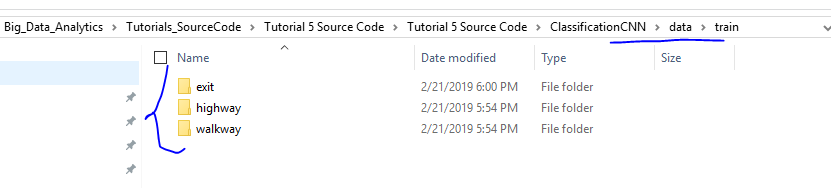 Big_Data_Analytics > Tutorials_SourceCode > Tutorial 5 Source Code > Tutorial 5 Source Code > ClassificationCNN > data > train
Name Date modified Type Size
exit 2/21/2019 6:00 PM File folder
highway 2/21/2019 5:54 PM File folder
walkway 2/21/2019 5:54 PM File folder